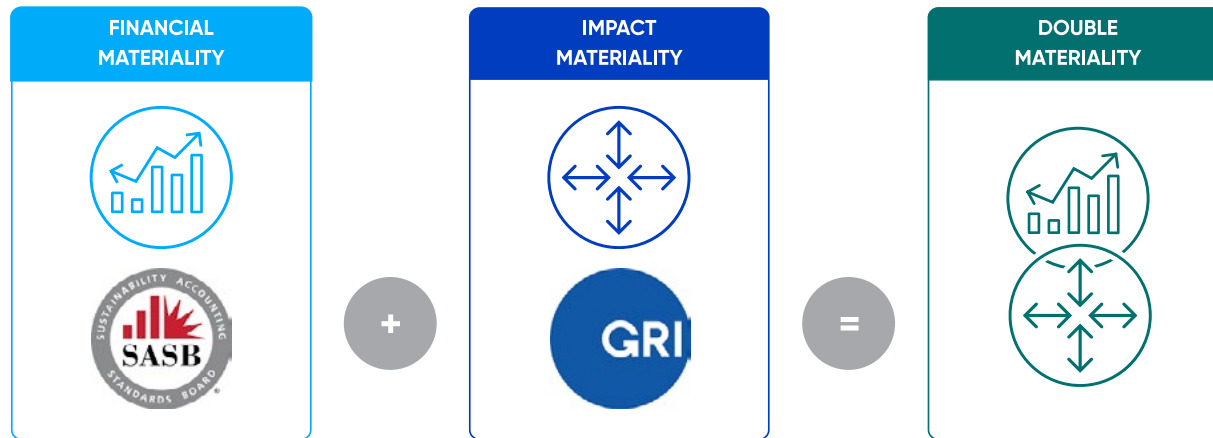 FINANCIAL
MATERIALITY
IMPACT
MATERIALITY
DOUBLE
MATERIALITY
SUSTAINABILITY ACCOUNTING
SASB
STANDARDS BOARD
®
+
GRI
=